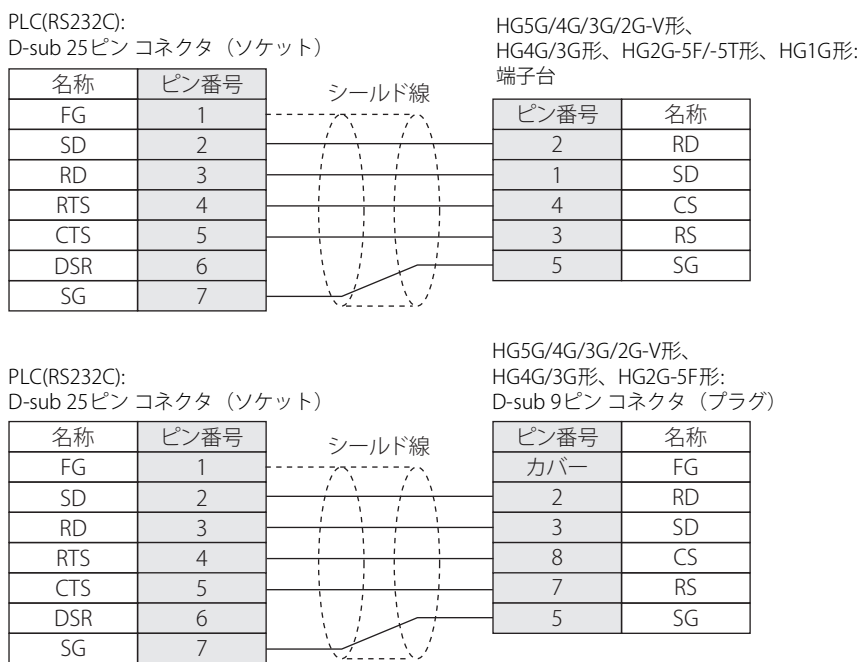 PLC(RS232C):
D-sub 25ピン コネクタ（ソケット）
名称 ピン番号
FG 1
SD 2
RD 3
RTS 4
CTS 5
DSR 6
SG 7
シールド線
HG5G/4G/3G/2G-V形、
HG4G/3G形、HG2G-5F/-5T形、HG1G形:
端子台
ピン番号 名称
2 RD
1 SD
4 CS
3 RS
5 SG
PLC(RS232C):
D-sub 25ピン コネクタ（ソケット）
名称 ピン番号
FG 1
SD 2
RD 3
RTS 4
CTS 5
DSR 6
SG 7
シールド線
HG5G/4G/3G/2G-V形、
HG4G/3G形、HG2G-5F形:
D-sub 9ピン コネクタ（プラグ）
ピン番号 名称
カバー FG
2 RD
3 SD
8 CS
7 RS
5 SG